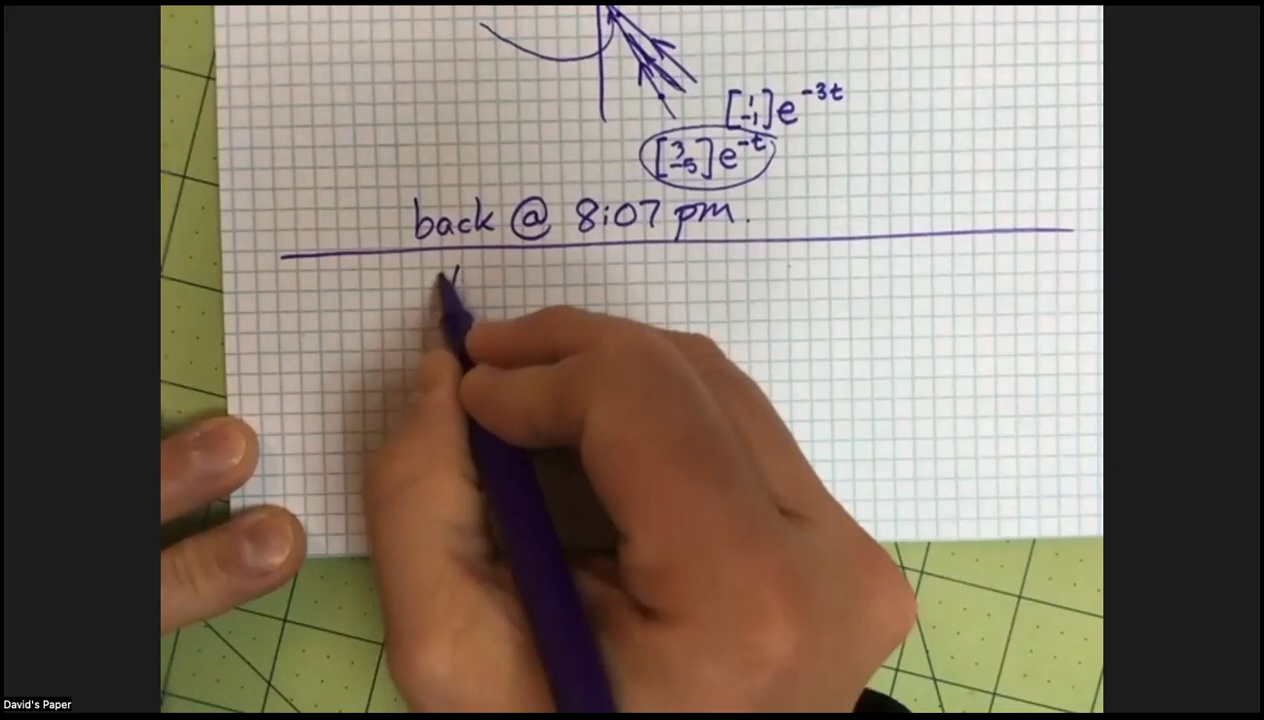 [1 -1]e^-3t
[3 -5]e^-t
back @ 8:07 pm.
David's Paper